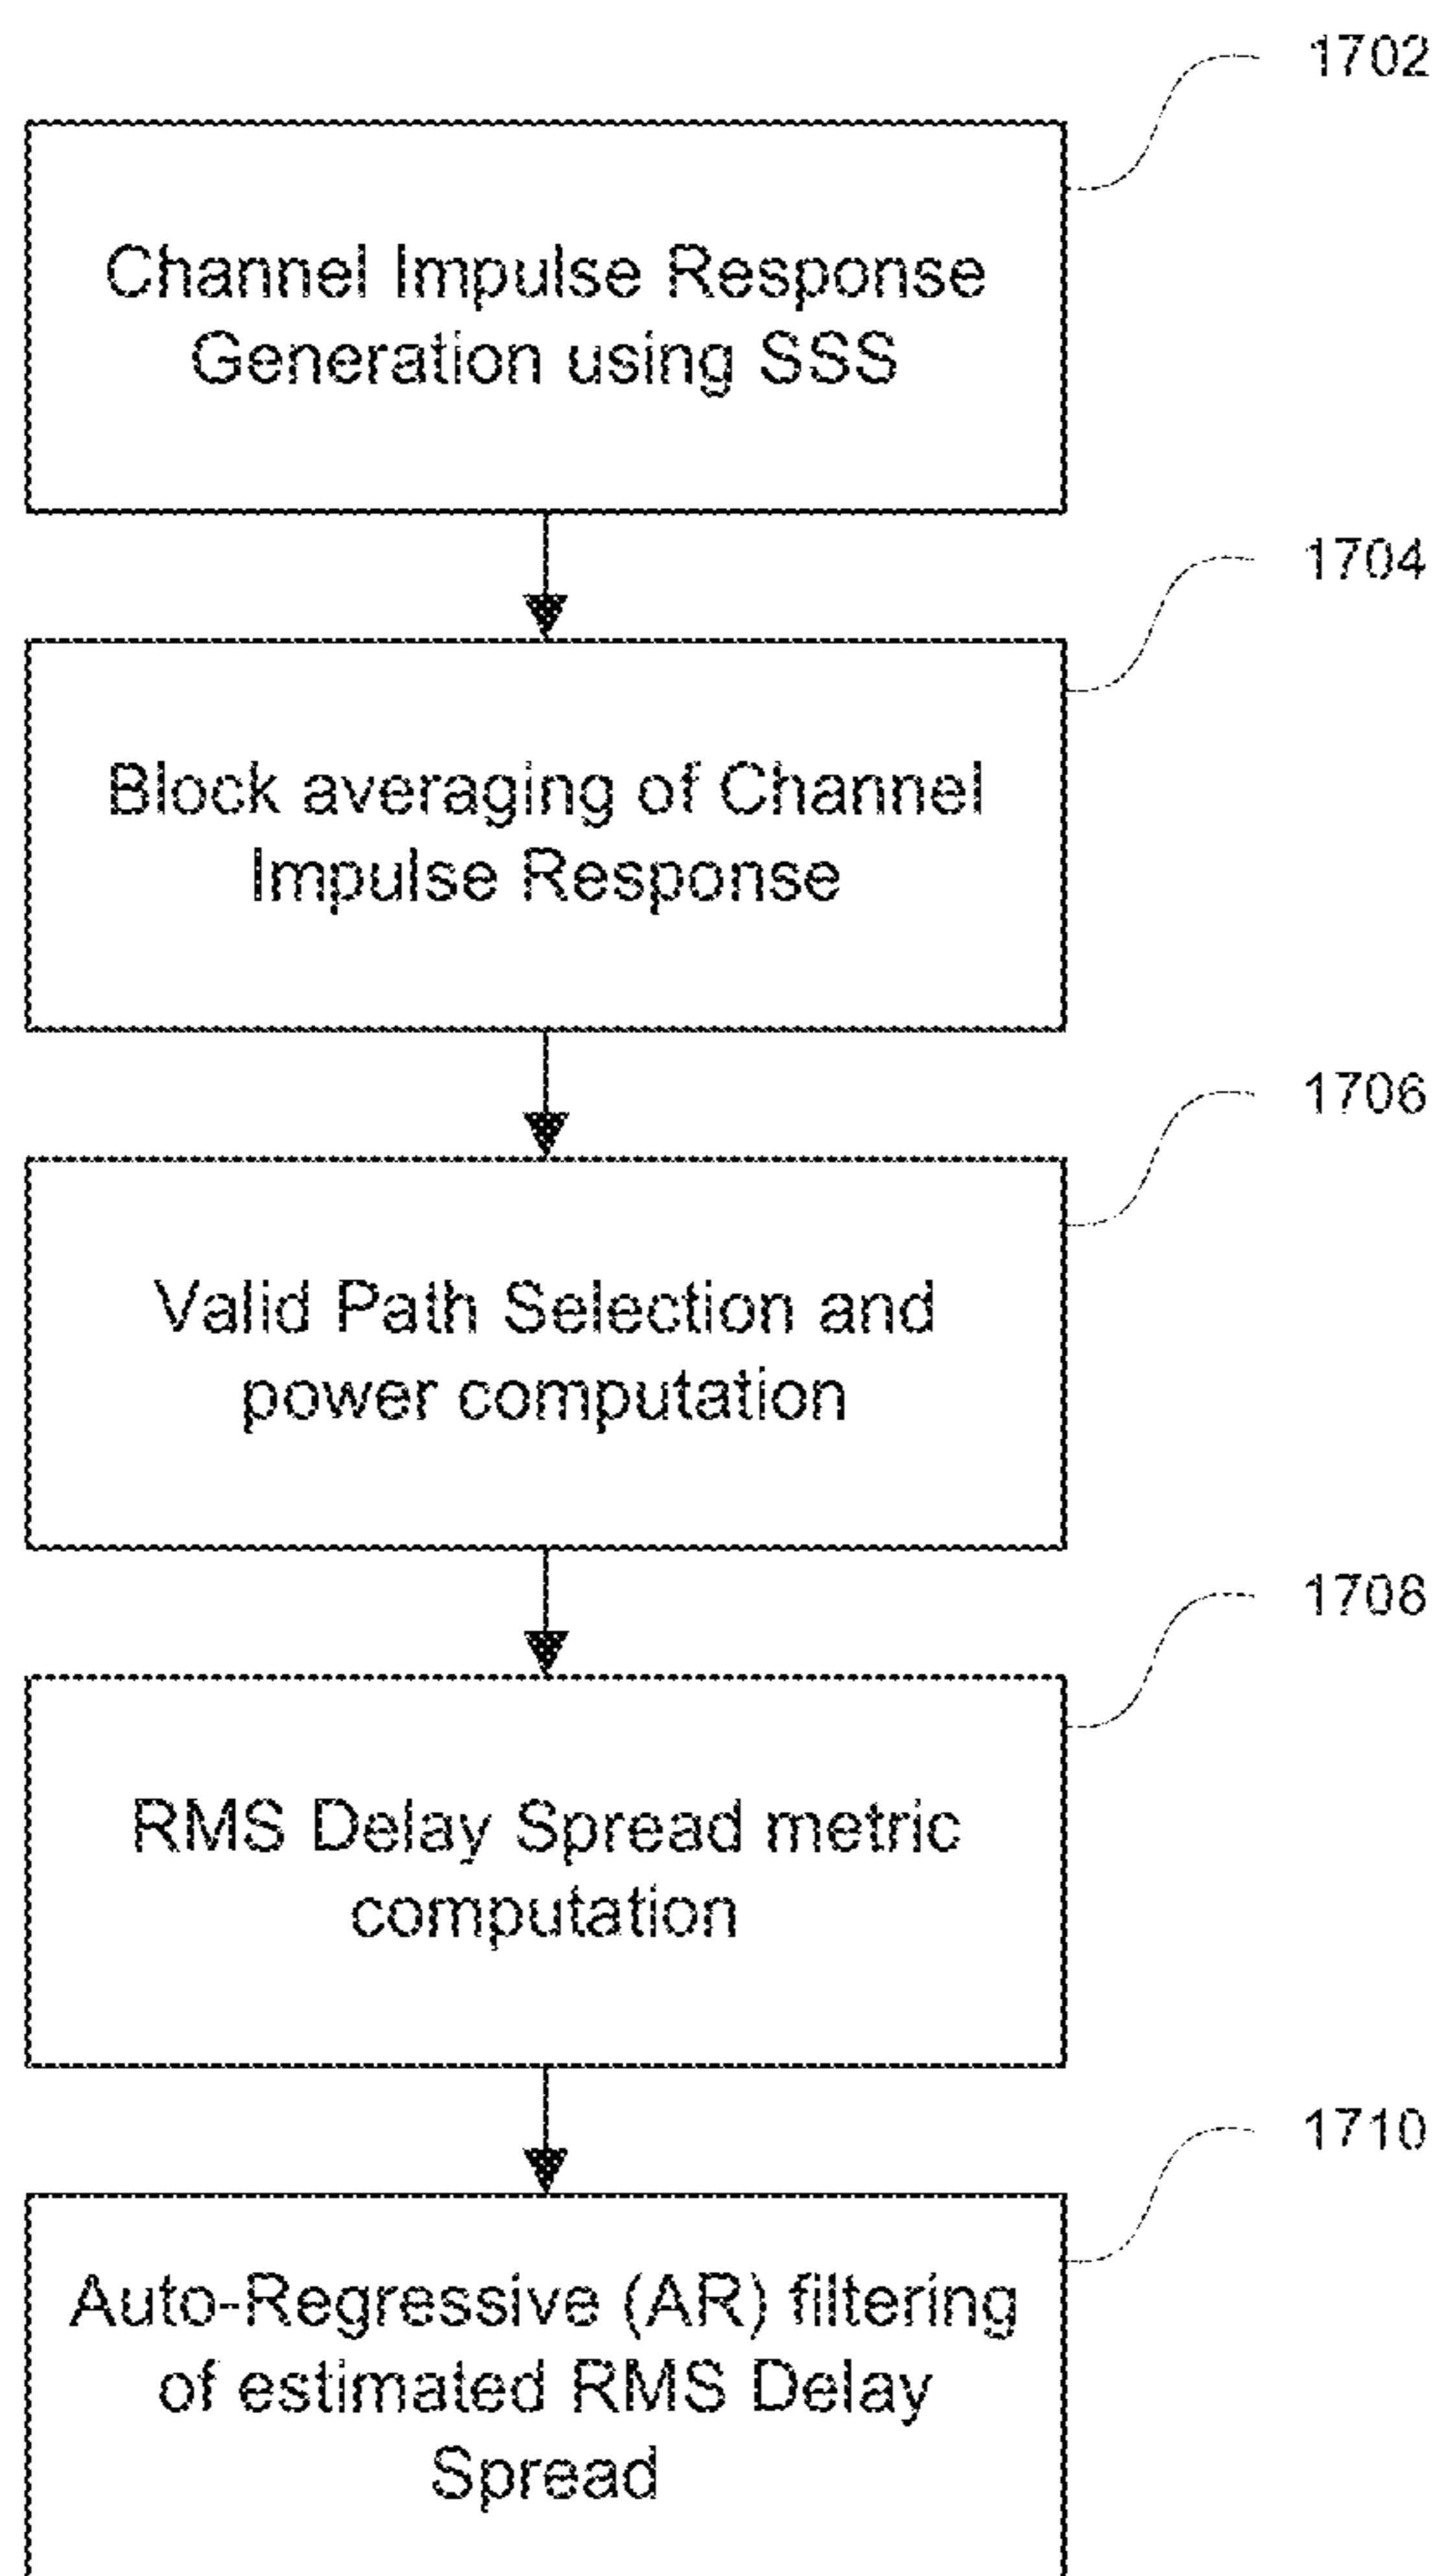 1702
Channel Impulse Response
Generation using SSS
1704
Block averaging of Channel
Impulse Response
1706
Valid Path Selection and
power computation
1708
RMS Delay Spread metric
computation
1710
Auto-Regressive (AR) filtering
of estimated RMS Delay
Spread